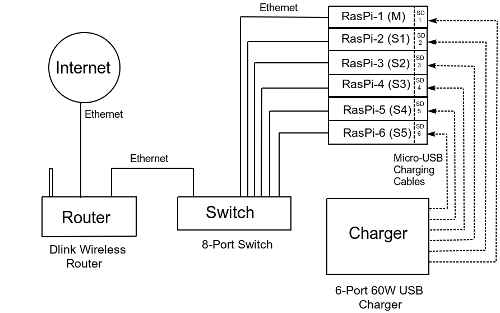 Ethernet
RasPi-1 (M)
SD
1
RasPi-2 (S1)
SD
2
RasPi-3 (S2)
SD
3
RasPi-4 (S3)
SD
4
RasPi-5 (S4)
SD
5
RasPi-6 (S5)
SD
6
Internet
Ethernet
Ethernet
Micro-USB
Charging
Cables
Router
Switch
Charger
Dlink Wireless
Router
8-Port Switch
6-Port 60W USB
Charger